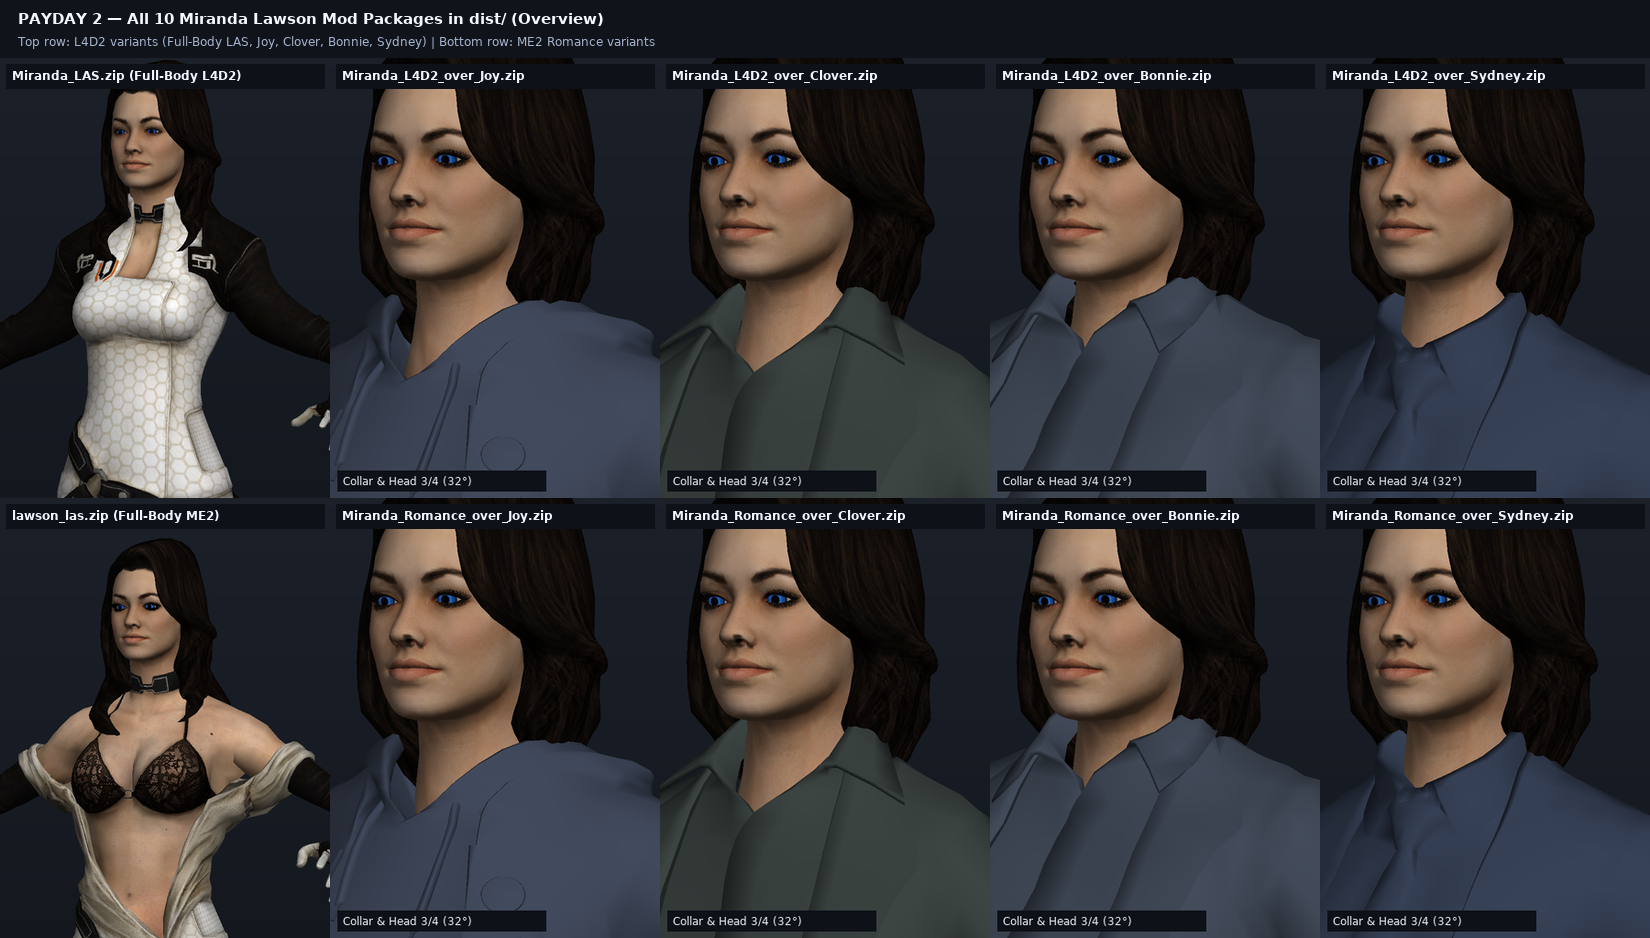 PAYDAY 2 — All 10 Miranda Lawson Mod Packages in dist/ (Overview)
Top row: L4D2 variants (Full-Body LAS, Joy, Clover, Bonnie, Sydney) | Bottom row: ME2 Romance variants
Miranda_LAS.zip (Full-Body L4D2)
Miranda_L4D2_over_Joy.zip
Miranda_L4D2_over_Clover.zip
Miranda_L4D2_over_Bonnie.zip
Miranda_L4D2_over_Sydney.zip
Collar & Head 3/4 (32°)
Collar & Head 3/4 (32°)
Collar & Head 3/4 (32°)
Collar & Head 3/4 (32°)
lawson_las.zip (Full-Body ME2)
Miranda_Romance_over_Joy.zip
Miranda_Romance_over_Clover.zip
Miranda_Romance_over_Bonnie.zip
Miranda_Romance_over_Sydney.zip
Collar & Head 3/4 (32°)
Collar & Head 3/4 (32°)
Collar & Head 3/4 (32°)
Collar & Head 3/4 (32°)